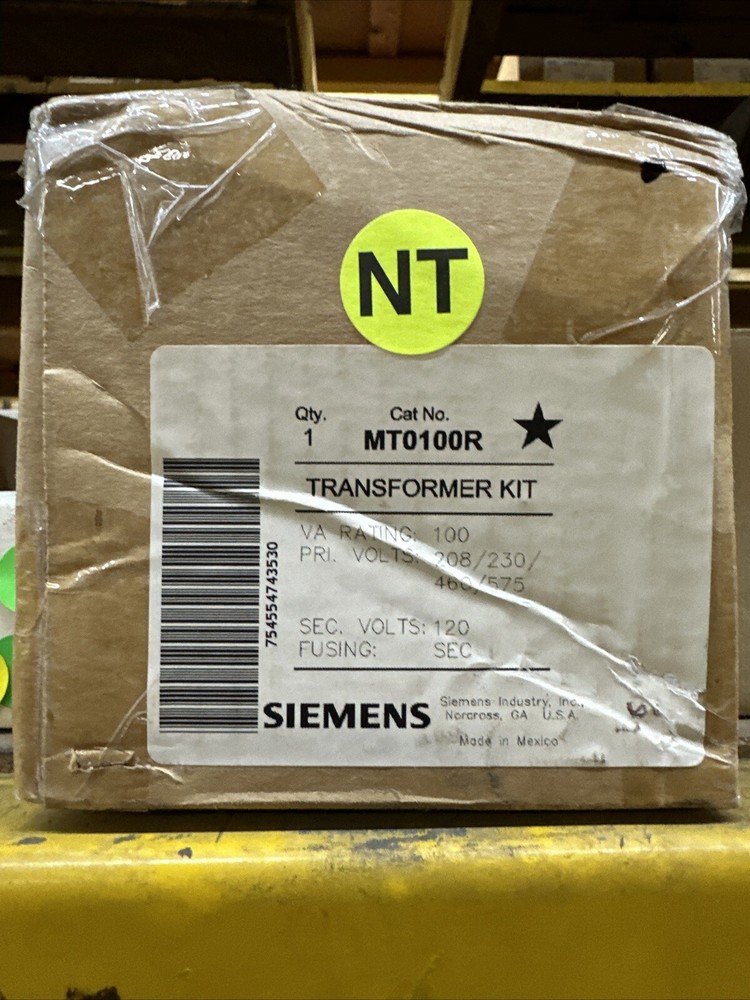 NT
Qty. Cat No.
1 MT0100R
TRANSFORMER KIT
VA RATING: 100
PRI. VOLTS: 208/230/
460/575
SEC. VOLTS: 120
FUSING: SEC
754554743530
SIEMENS
Siemens Industry, Inc.,
Norcross, GA U.S.A.
Made in Mexico